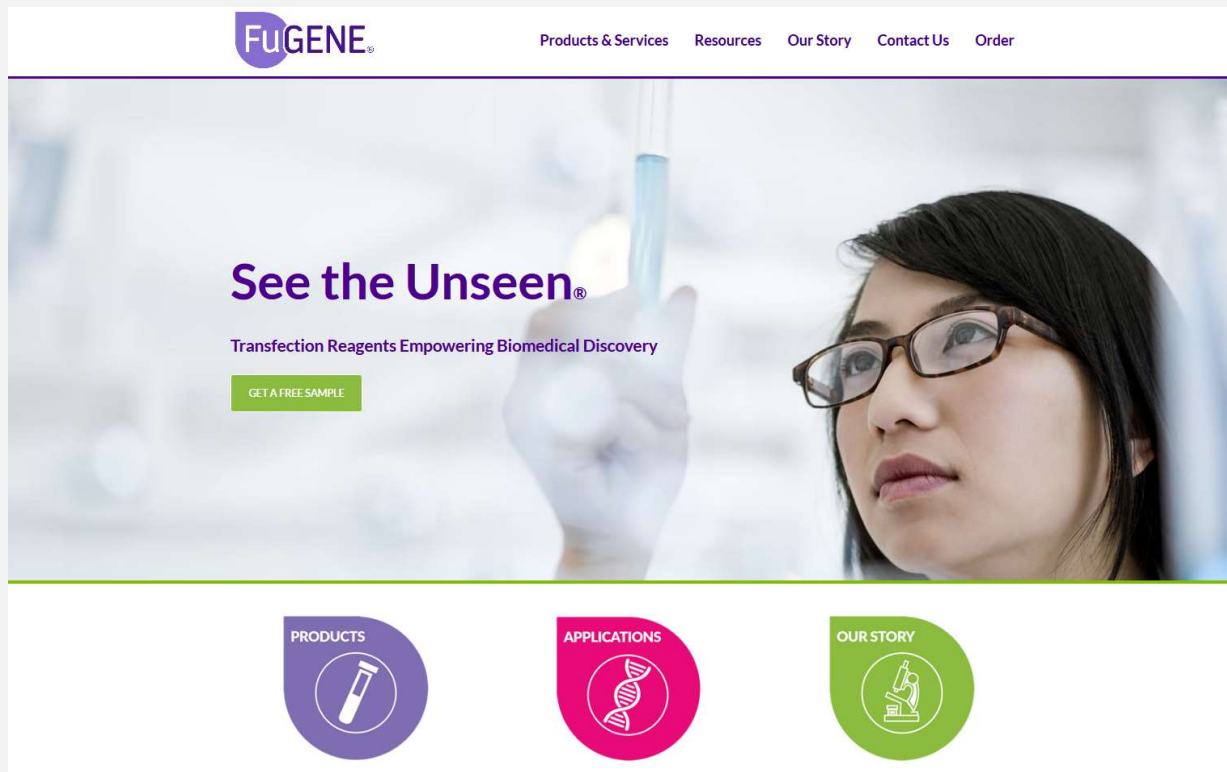 FuGENE®
Products & Services Resources Our Story Contact Us Order
See the Unseen®
Transfection Reagents Empowering Biomedical Discovery
GET A FREE SAMPLE
PRODUCTS
APPLICATIONS
OUR STORY